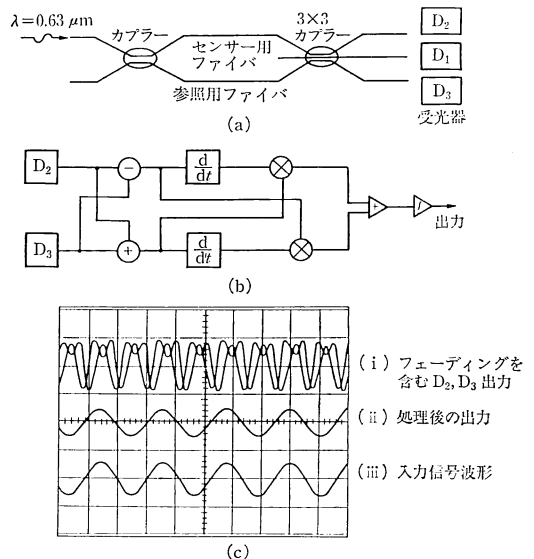 λ=0.63 μm
カプラー
3×3
カプラー
センサー用
ファイバ
参照用ファイバ
D₂
D₁
D₃
受光器
(a)
D₂
−
d/dt
D₃
+
d/dt
+
出力
(b)
(ⅰ) フェーディングを
含む D₂, D₃ 出力
(ⅱ) 処理後の出力
(ⅲ) 入力信号波形
(c)